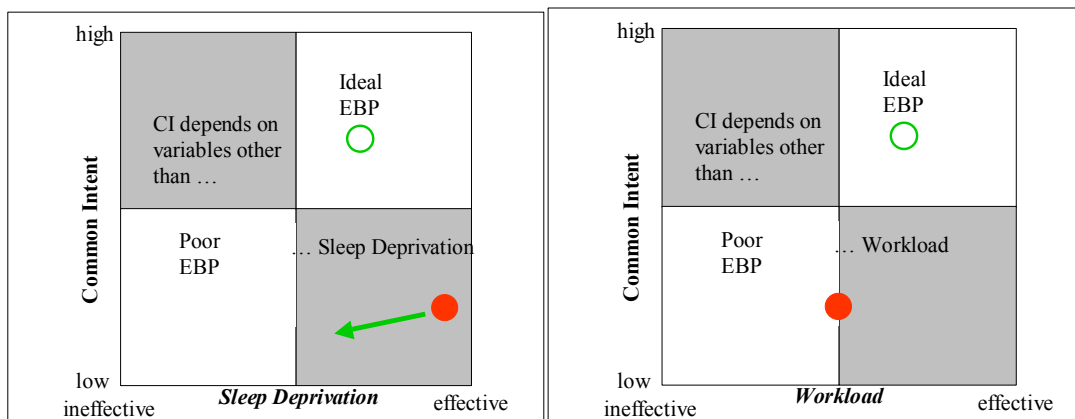 high
Ideal
EBP
CI depends on
variables other
than …
Common Intent
Poor
EBP
… Sleep Deprivation
low
ineffective
Sleep Deprivation
effective
high
Ideal
EBP
CI depends on
variables other
than …
Common Intent
Poor
EBP
… Workload
low
ineffective
Workload
effective